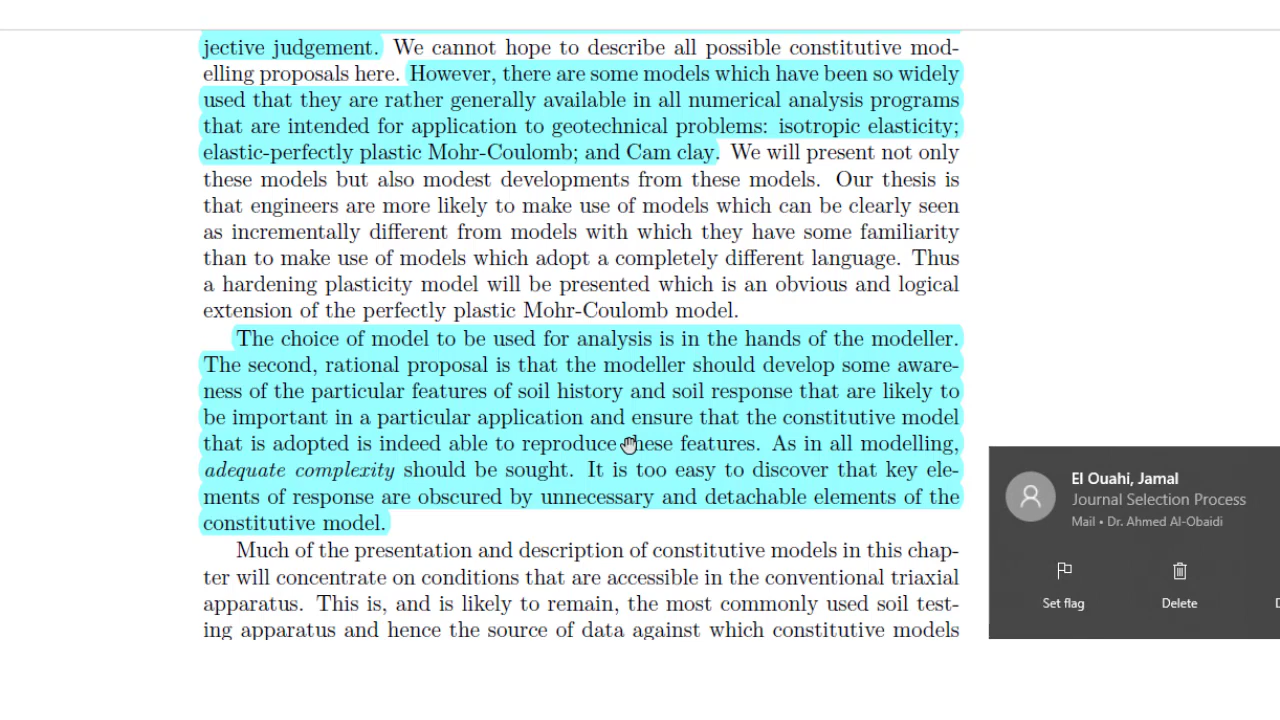 jective judgement. We cannot hope to describe all possible constitutive mod-
elling proposals here. However, there are some models which have been so widely
used that they are rather generally available in all numerical analysis programs
that are intended for application to geotechnical problems: isotropic elasticity;
elastic-perfectly plastic Mohr-Coulomb; and Cam clay. We will present not only
these models but also modest developments from these models. Our thesis is
that engineers are more likely to make use of models which can be clearly seen
as incrementally different from models with which they have some familiarity
than to make use of models which adopt a completely different language. Thus
a hardening plasticity model will be presented which is an obvious and logical
extension of the perfectly plastic Mohr-Coulomb model.
The choice of model to be used for analysis is in the hands of the modeller.
The second, rational proposal is that the modeller should develop some aware-
ness of the particular features of soil history and soil response that are likely to
be important in a particular application and ensure that the constitutive model
that is adopted is indeed able to reproduce these features. As in all modelling,
adequate complexity should be sought. It is too easy to discover that key ele-
ments of response are obscured by unnecessary and detachable elements of the
constitutive model.
Much of the presentation and description of constitutive models in this chap-
ter will concentrate on conditions that are accessible in the conventional triaxial
apparatus. This is, and is likely to remain, the most commonly used soil test-
ing apparatus and hence the source of data against which constitutive models
El Ouahi, Jamal
Journal Selection Process
Mail • Dr. Ahmed Al-Obaidi
Set flag
Delete